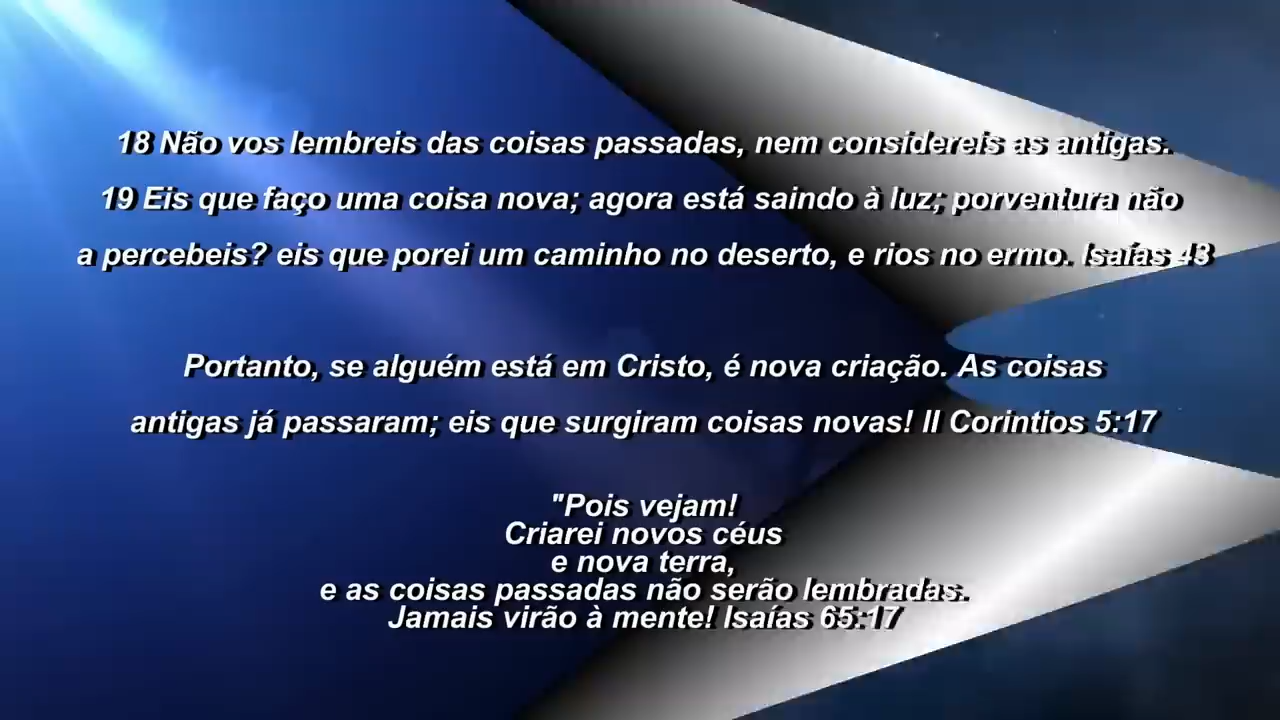 18 Não vos lembreis das coisas passadas, nem considereis as antigas.
19 Eis que faço uma coisa nova; agora está saindo à luz; porventura não
a percebeis? eis que porei um caminho no deserto, e rios no ermo. Isaías 43
Portanto, se alguém está em Cristo, é nova criação. As coisas
antigas já passaram; eis que surgiram coisas novas! II Corintios 5:17
"Pois vejam!
Criarei novos céus
e nova terra,
e as coisas passadas não serão lembradas.
Jamais virão à mente! Isaías 65:17